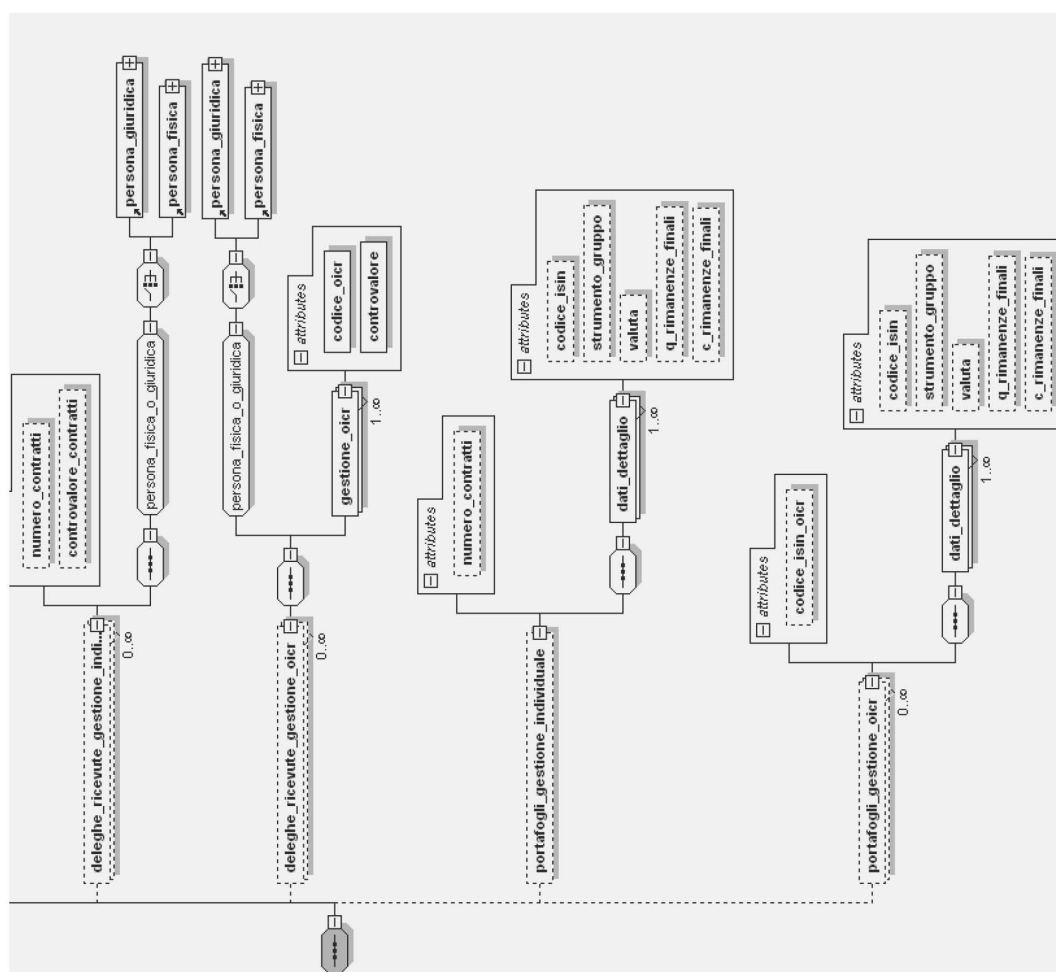 deleghe_ricevute_gestione_indi...
0..∞
attributes
numero_contratti
controvalore_contratti
persona_fisica_o_giuridica
persona_giuridica
persona_fisica
deleghe_ricevute_gestione_oicr
0..∞
persona_fisica_o_giuridica
persona_giuridica
persona_fisica
gestione_oicr
1..∞
attributes
codice_oicr
controvalore
portafogli_gestione_individuale
attributes
numero_contratti
dati_dettaglio
1..∞
attributes
codice_isin
strumento_gruppo
valuta
q_rimanenze_finali
c_rimanenze_finali
portafogli_gestione_oicr
0..∞
attributes
codice_isin_oicr
dati_dettaglio
1..∞
attributes
codice_isin
strumento_gruppo
valuta
q_rimanenze_finali
c_rimanenze_finali